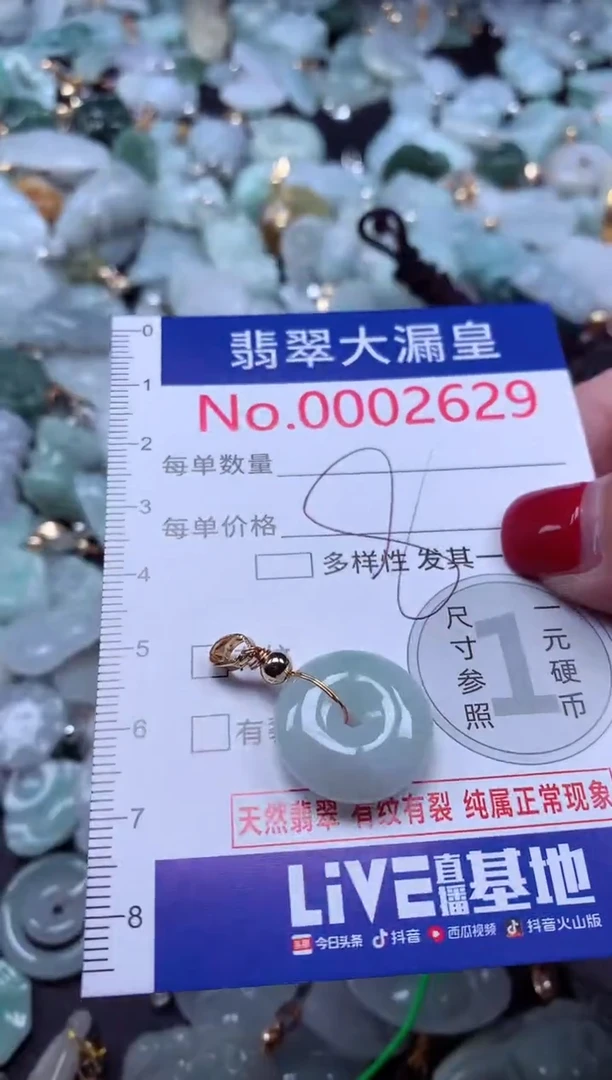 翡翠大漏皇
No.0002629
每单数量
每单价格
多样性 发其一
有
天然翡翠 有纹有裂 纯属正常现象
尺寸参照
1
一元硬币
0
1
2
3
4
5
6
7
8
LiVE直播基地
今日头条 抖音 西瓜视频 抖音火山版